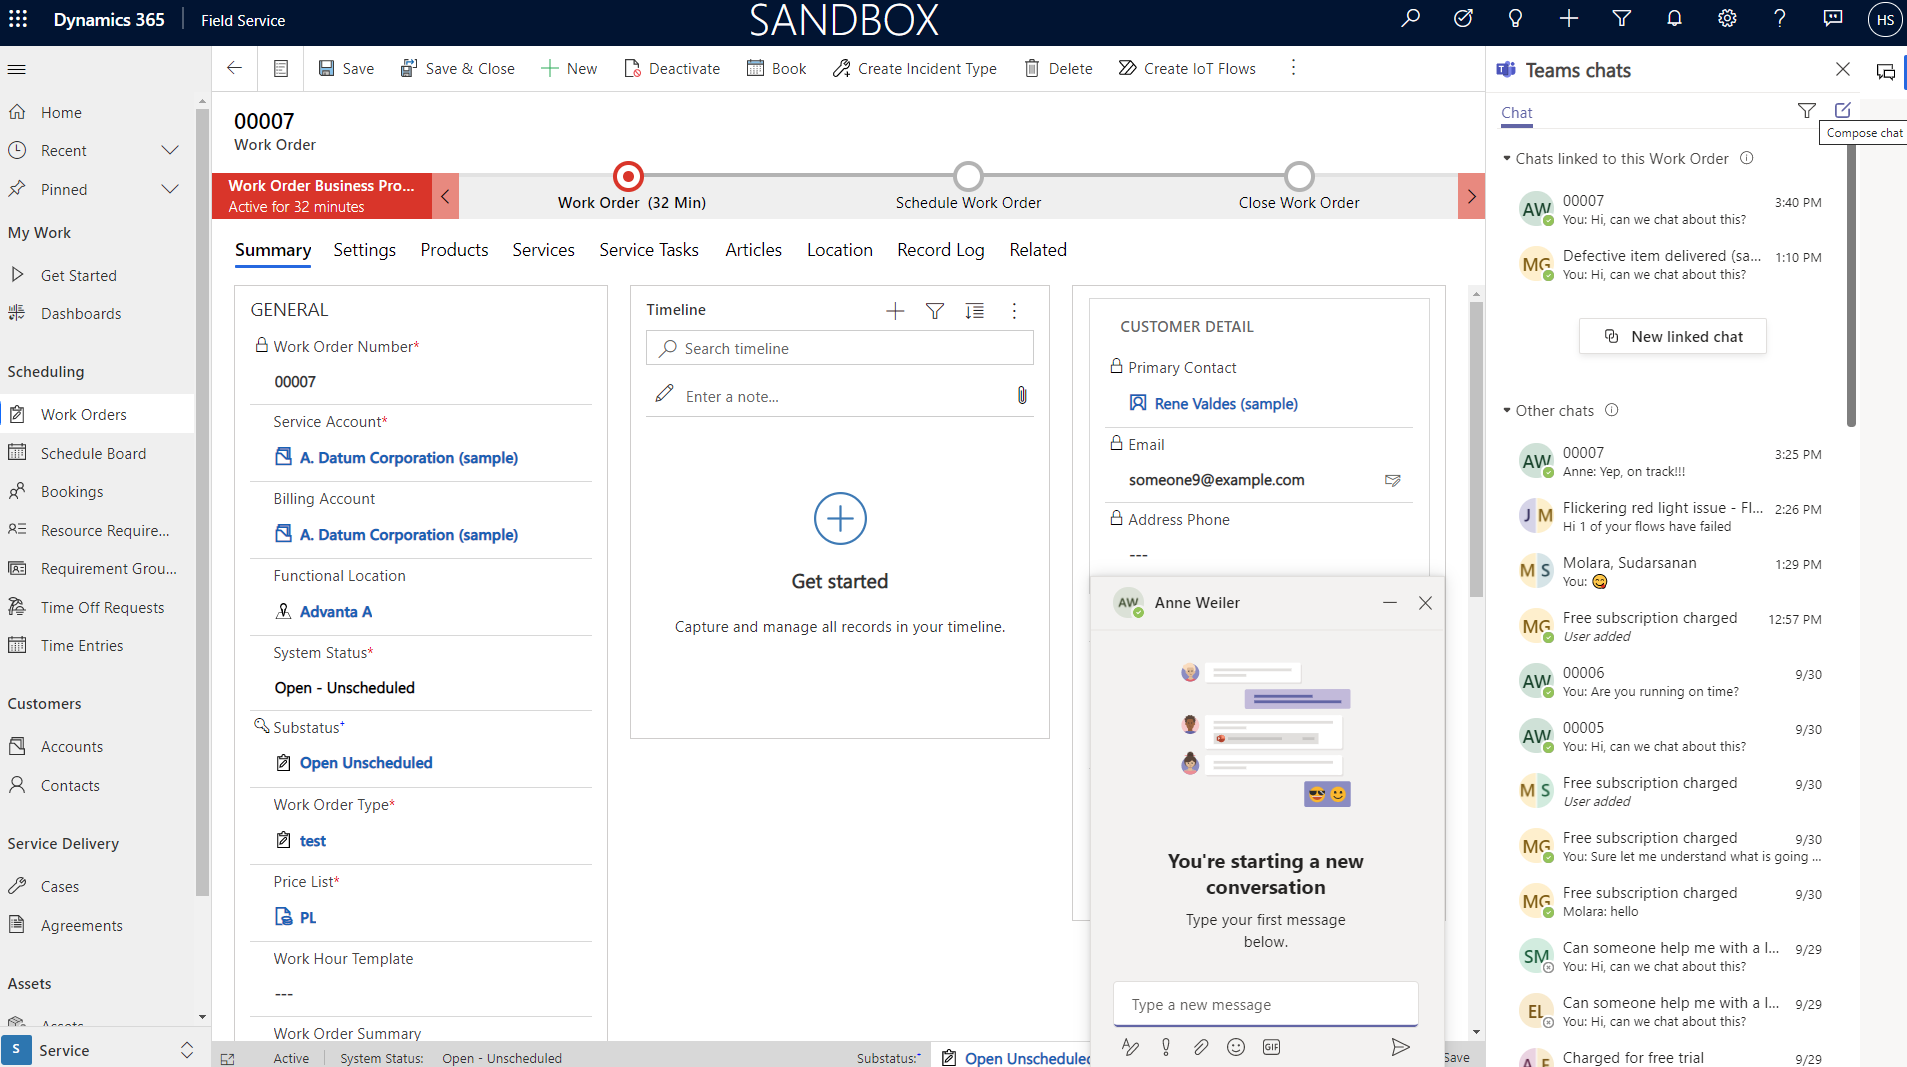 Dynamics 365
Field Service
SANDBOX
HS
Save
Save & Close
New
Deactivate
Book
Create Incident Type
Delete
Create IoT Flows
Home
Recent
Pinned
My Work
Get Started
Dashboards
Scheduling
Work Orders
Schedule Board
Bookings
Resource Require...
Requirement Grou...
Time Off Requests
Time Entries
Customers
Accounts
Contacts
Service Delivery
Cases
Agreements
Assets
Assets
S
Service
00007
Work Order
Work Order Business Pro...
Active for 32 minutes
Work Order (32 Min)
Schedule Work Order
Close Work Order
Summary
Settings
Products
Services
Service Tasks
Articles
Location
Record Log
Related
GENERAL
Work Order Number*
00007
Service Account*
A. Datum Corporation (sample)
Billing Account
A. Datum Corporation (sample)
Functional Location
Advanta A
System Status*
Open - Unscheduled
Substatus+
Open Unscheduled
Work Order Type*
test
Price List*
PL
Work Hour Template
---
Work Order Summary
Timeline
Search timeline
Enter a note...
Get started
Capture and manage all records in your timeline.
CUSTOMER DETAIL
Primary Contact
Rene Valdes (sample)
Email
someone9@example.com
Address Phone
---
AW
Anne Weiler
You're starting a new
conversation
Type your first message
below.
Type a new message
GIF
Active
System Status:
Open - Unscheduled
Substatus:+
Open Unscheduled
Save
Teams chats
Chat
Compose chat
Chats linked to this Work Order
AW
00007
3:40 PM
You: Hi, can we chat about this?
MG
Defective item delivered (sa...
1:10 PM
You: Hi, can we chat about this?
New linked chat
Other chats
AW
00007
3:25 PM
Anne: Yep, on track!!!
J M
Flickering red light issue - Fl...
2:26 PM
Hi 1 of your flows have failed
M S
Molara, Sudarsanan
1:29 PM
You: 😋
MG
Free subscription charged
12:57 PM
User added
AW
00006
9/30
You: Are you running on time?
AW
00005
9/30
You: Hi, can we chat about this?
M S
Free subscription charged
9/30
User added
MG
Free subscription charged
9/30
You: Sure let me understand what is going ...
MG
Free subscription charged
9/30
Molara: hello
SM
Can someone help me with a l...
9/29
You: Hi, can we chat about this?
EL
Can someone help me with a l...
9/29
You: Hi, can we chat about this?
A E
Charged for free trial
9/29